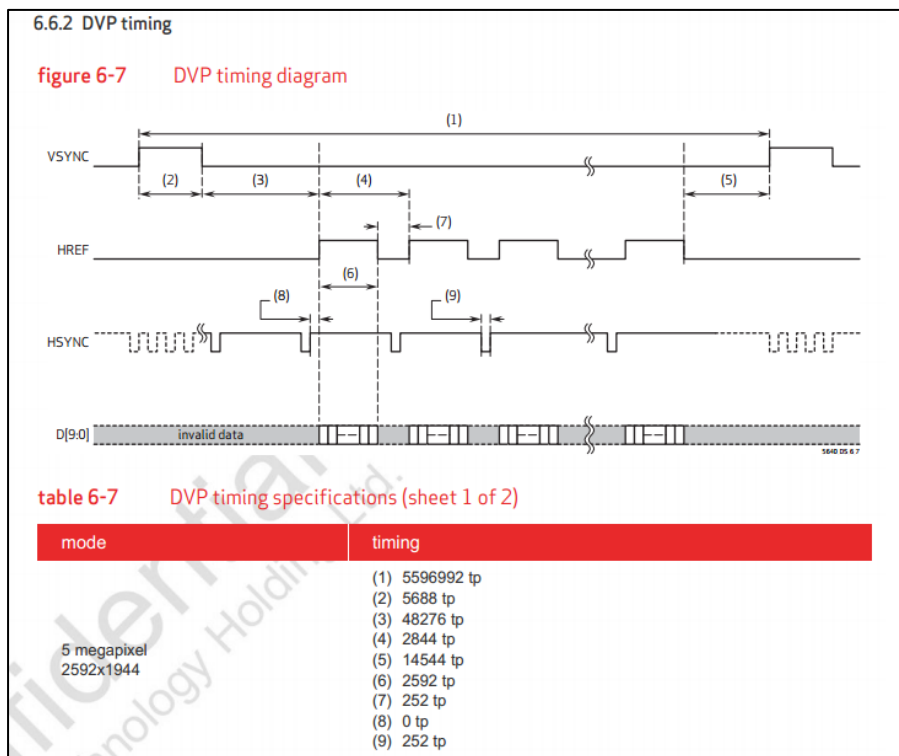 6.6.2 DVP timing
figure 6-7 DVP timing diagram
(1)
VSYNC
(2) (3) (4) (5)
(7)
HREF
(6)
(8) (9)
HSYNC
D[9:0] invalid data
5640 DS 6 7
table 6-7 DVP timing specifications (sheet 1 of 2)
mode timing
(1) 5596992 tp
(2) 5688 tp
(3) 48276 tp
(4) 2844 tp
5 megapixel (5) 14544 tp
2592x1944 (6) 2592 tp
(7) 252 tp
(8) 0 tp
(9) 252 tp